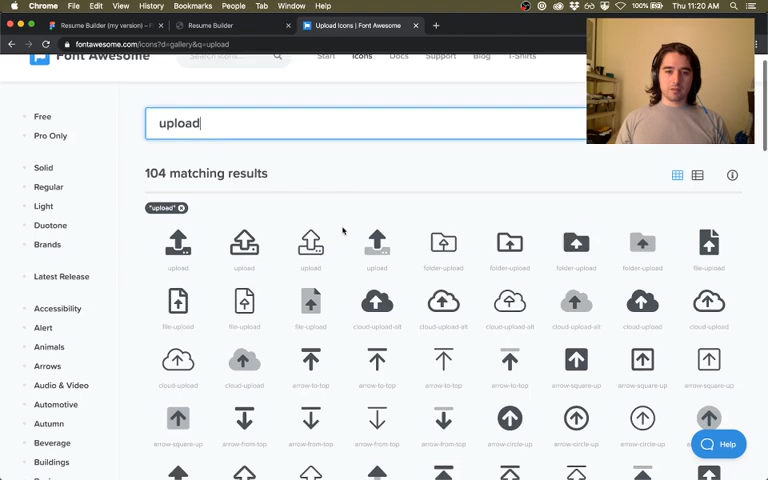 Chrome File Edit View History Bookmarks People Tab Window Help
100% Thu 11:20 AM
Resume Builder (my version) – F
Resume Builder
Upload Icons | Font Awesome
fontawesome.com/icons?d=gallery&q=upload
Font Awesome
Search icons...
Start Icons Docs Support Blog T-Shirts
Free
Pro Only
Solid
Regular
Light
Duotone
Brands
Latest Release
Accessibility
Alert
Animals
Arrows
Audio & Video
Automotive
Autumn
Beverage
Buildings
upload
104 matching results
"upload"
upload upload upload upload folder-upload folder-upload folder-upload folder-upload file-upload
file-upload file-upload file-upload cloud-upload-alt cloud-upload-alt cloud-upload-alt cloud-upload-alt cloud-upload cloud-upload
cloud-upload cloud-upload arrow-to-top arrow-to-top arrow-to-top arrow-to-top arrow-square-up arrow-square-up arrow-square-up
arrow-square-up arrow-from-top arrow-from-top arrow-from-top arrow-from-top arrow-circle-up arrow-circle-up arrow-circle-up
Help